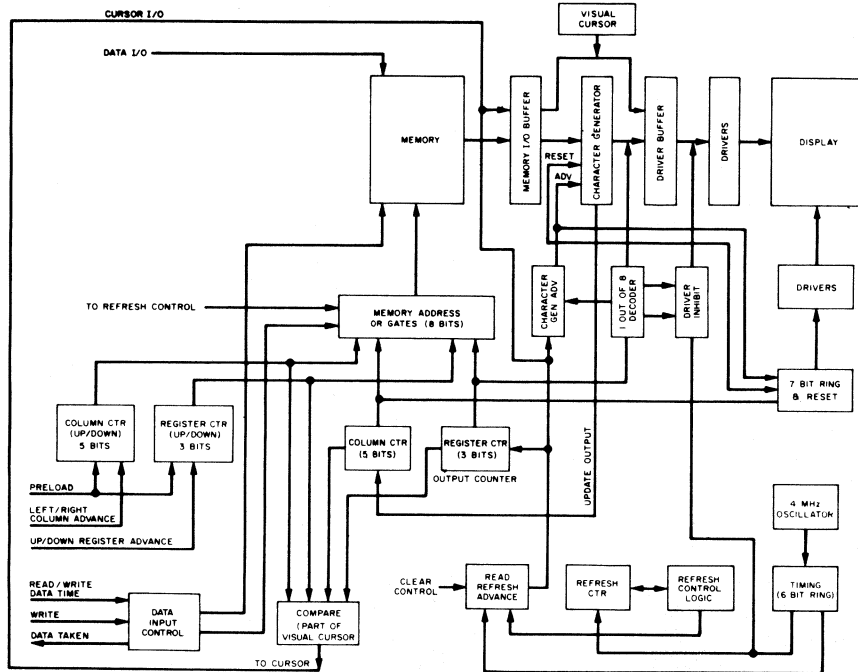 CURSOR I/O
VISUAL
CURSOR
DATA I/O
MEMORY
MEMORY I/O BUFFER
CHARACTER GENERATOR
DRIVER BUFFER
DRIVERS
DISPLAY
RESET
ADV
CHARACTER
GEN ADV
1 OUT OF 8
DECODER
DRIVER
INHIBIT
DRIVERS
TO REFRESH CONTROL
MEMORY ADDRESS
OR GATES (8 BITS)
7 BIT RING
& RESET
COLUMN CTR
(UP/DOWN)
5 BITS
REGISTER CTR
(UP/DOWN)
3 BITS
COLUMN CTR
(5 BITS)
REGISTER CTR
(3 BITS)
OUTPUT COUNTER
UPDATE OUTPUT
PRELOAD
LEFT/RIGHT
COLUMN ADVANCE
UP/DOWN REGISTER ADVANCE
4 MHz
OSCILLATOR
READ/WRITE
DATA TIME
WRITE
DATA TAKEN
DATA
INPUT
CONTROL
COMPARE
(PART OF
VISUAL CURSOR
TO CURSOR
CLEAR
CONTROL
READ
REFRESH
ADVANCE
REFRESH
CTR
REFRESH
CONTROL
LOGIC
TIMING
(6 BIT RING)